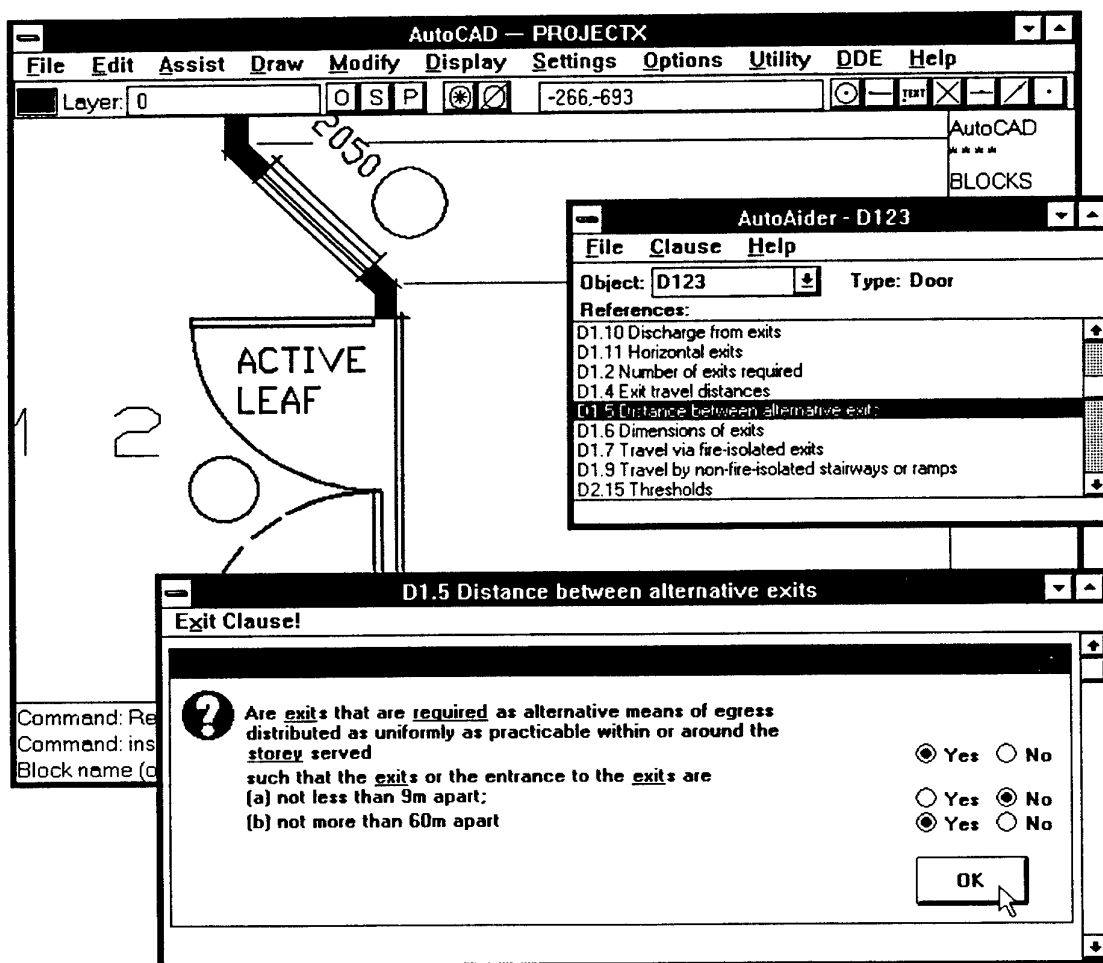 AutoCAD — PROJECTX
File Edit Assist Draw Modify Display Settings Options Utility DDE Help
Layer: 0 O S P -266,-693 TEXT
AutoCAD
****
BLOCKS
2050
ACTIVE
LEAF
2
AutoAider - D123
File Clause Help
Object: D123 Type: Door
References:
D1.10 Discharge from exits
D1.11 Horizontal exits
D1.2 Number of exits required
D1.4 Exit travel distances
D1.5 Distance between alternative exits
D1.6 Dimensions of exits
D1.7 Travel via fire-isolated exits
D1.9 Travel by non-fire-isolated stairways or ramps
D2.15 Thresholds
D1.5 Distance between alternative exits
Exit Clause!
?
Are exits that are required as alternative means of egress
distributed as uniformly as practicable within or around the
storey served Yes No
such that the exits or the entrance to the exits are
(a) not less than 9m apart; Yes No
(b) not more than 60m apart Yes No
OK
Command: Re
Command: ins
Block name (o